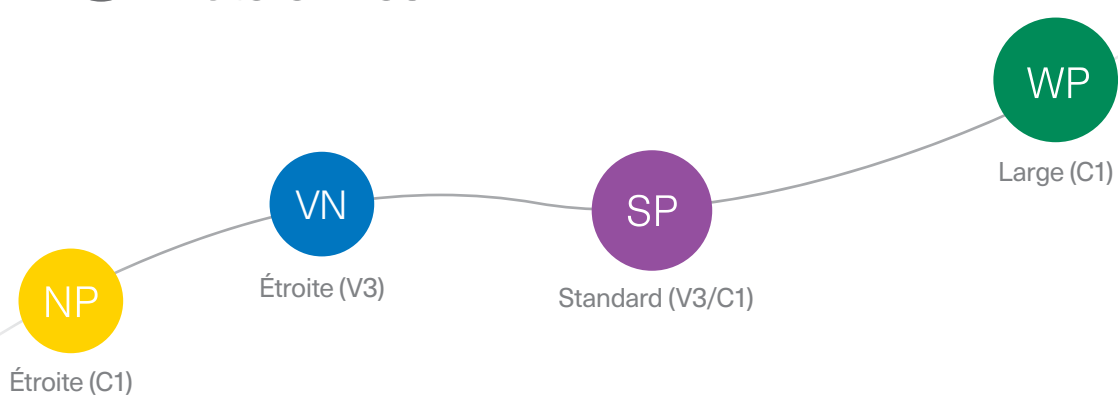 WP
Large (C1)
VN
SP
Étroite (V3)
Standard (V3/C1)
NP
Étroite (C1)